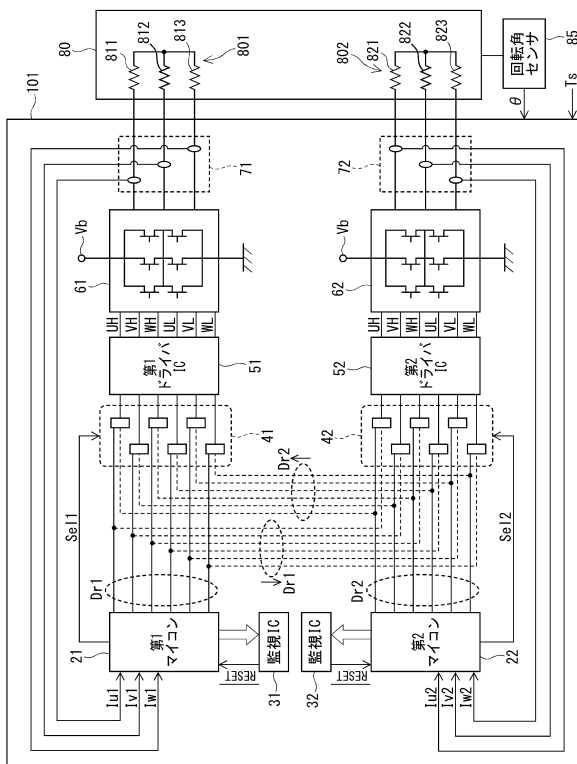 80
811
812
813
801
802
821
822
823
85
回転角
センサ
101
θ
Ts
71
72
Vb
Vb
61
62
UH
VH
WH
UL
VL
WL
UH
VH
WH
UL
VL
WL
第1
ドライバ
IC
51
第2
ドライバ
IC
52
41
42
Dr2
Sel1
Sel2
Dr1
Dr1
Dr2
21
第1
マイコン
監視IC
31
RESET
監視IC
32
RESET
第2
マイコン
22
Iu1
Iv1
Iw1
Iu2
Iv2
Iw2